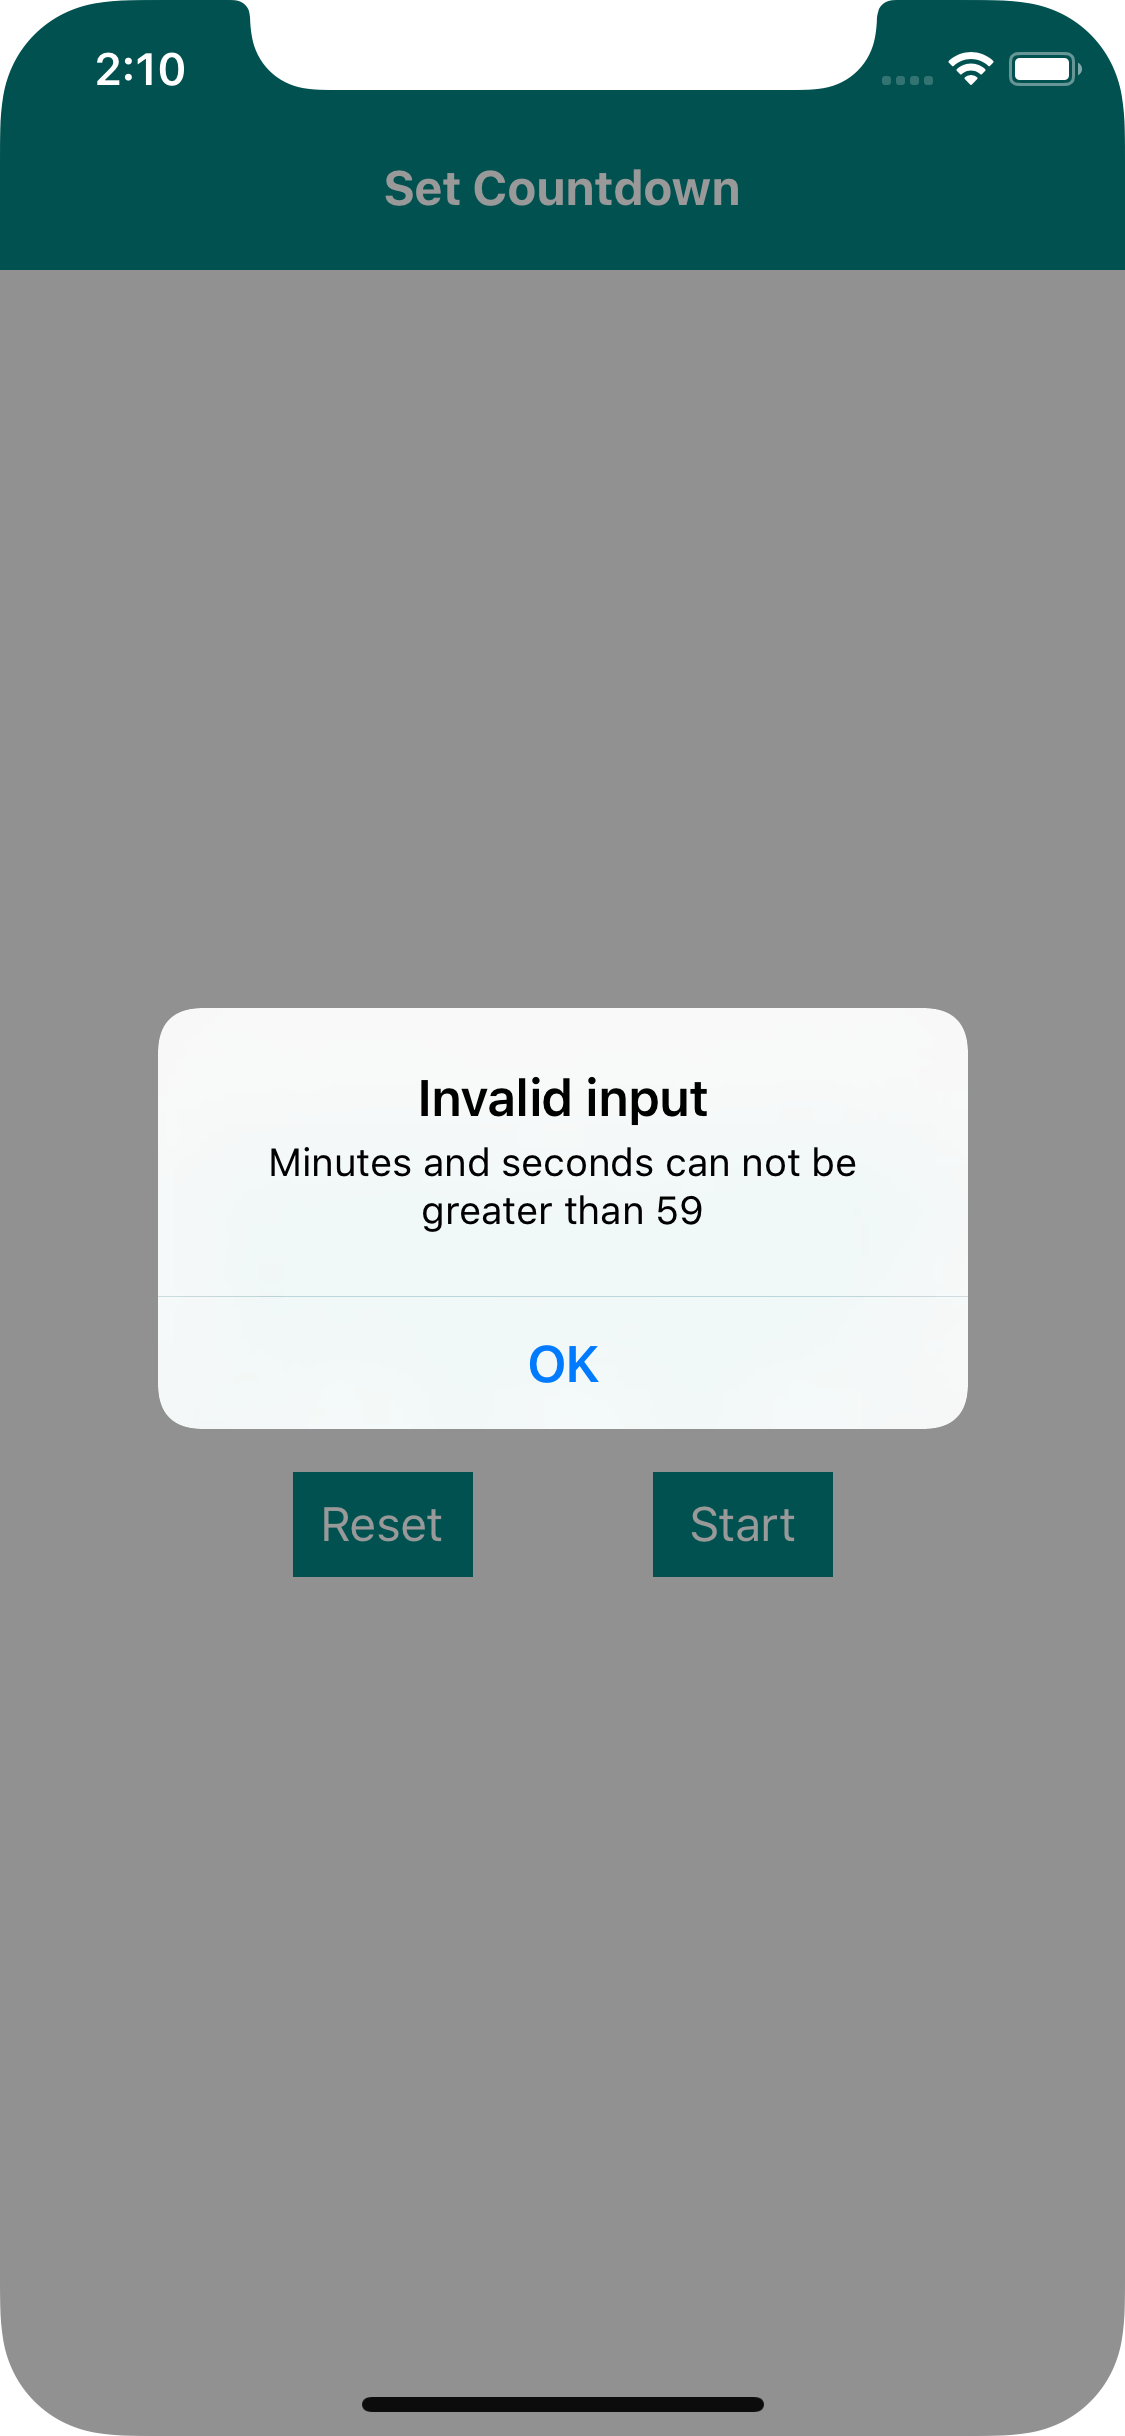 2:10
Set Countdown
Invalid input
Minutes and seconds can not be
greater than 59
OK
Reset
Start